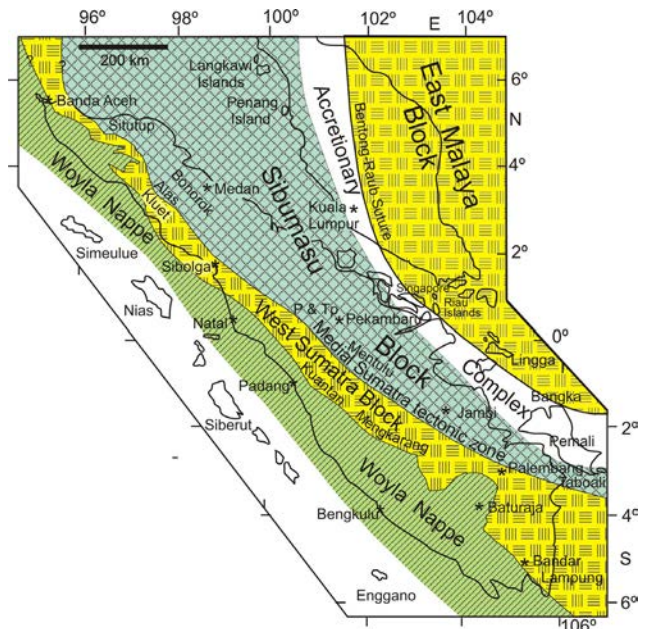 96º 98º 100º 102º E 104º
200 km
Langkawi
Islands
Penang
Island
Accretionary
Complex
Bentong-Raub Suture
East Malaya
Block
6º
N
4º
2º
0º
2º
4º
S
6º
106º
?
?
Banda Aceh
Situtup
Bohorok
Alas
Kluet
Medan
Sibumasu
Block
Kuala
Lumpur
Woyla Nappe
Simeulue
Sibolga
Nias
Natal
Singapore
Riau
Islands
Lingga
P & Tp
Pekambaru
Mentulu
Medial Sumatra tectonic zone
West Sumatra Block
Kuantan
Mengkarang
Padang
Siberut
Jambi
Bangka
Pemali
Palembang
Taboali
Woyla Nappe
Bengkulu
Baturaja
Bandar
Lampung
Enggano